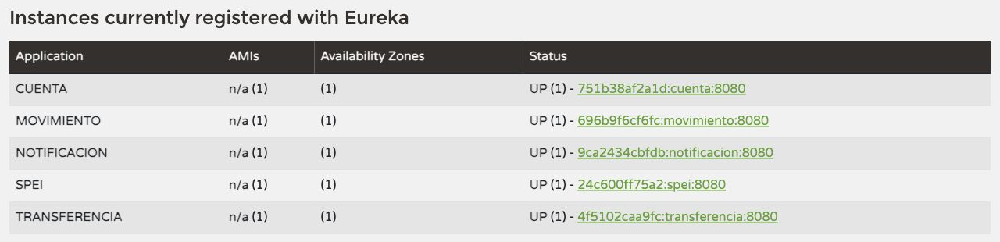 Instances currently registered with Eureka
Application AMIs Availability Zones Status
CUENTA n/a (1) (1) UP (1) - 751b38af2a1d:cuenta:8080
MOVIMIENTO n/a (1) (1) UP (1) - 696b9f6cf6fc:movimiento:8080
NOTIFICACION n/a (1) (1) UP (1) - 9ca2434cbfdb:notificacion:8080
SPEI n/a (1) (1) UP (1) - 24c600ff75a2:spei:8080
TRANSFERENCIA n/a (1) (1) UP (1) - 4f5102caa9fc:transferencia:8080